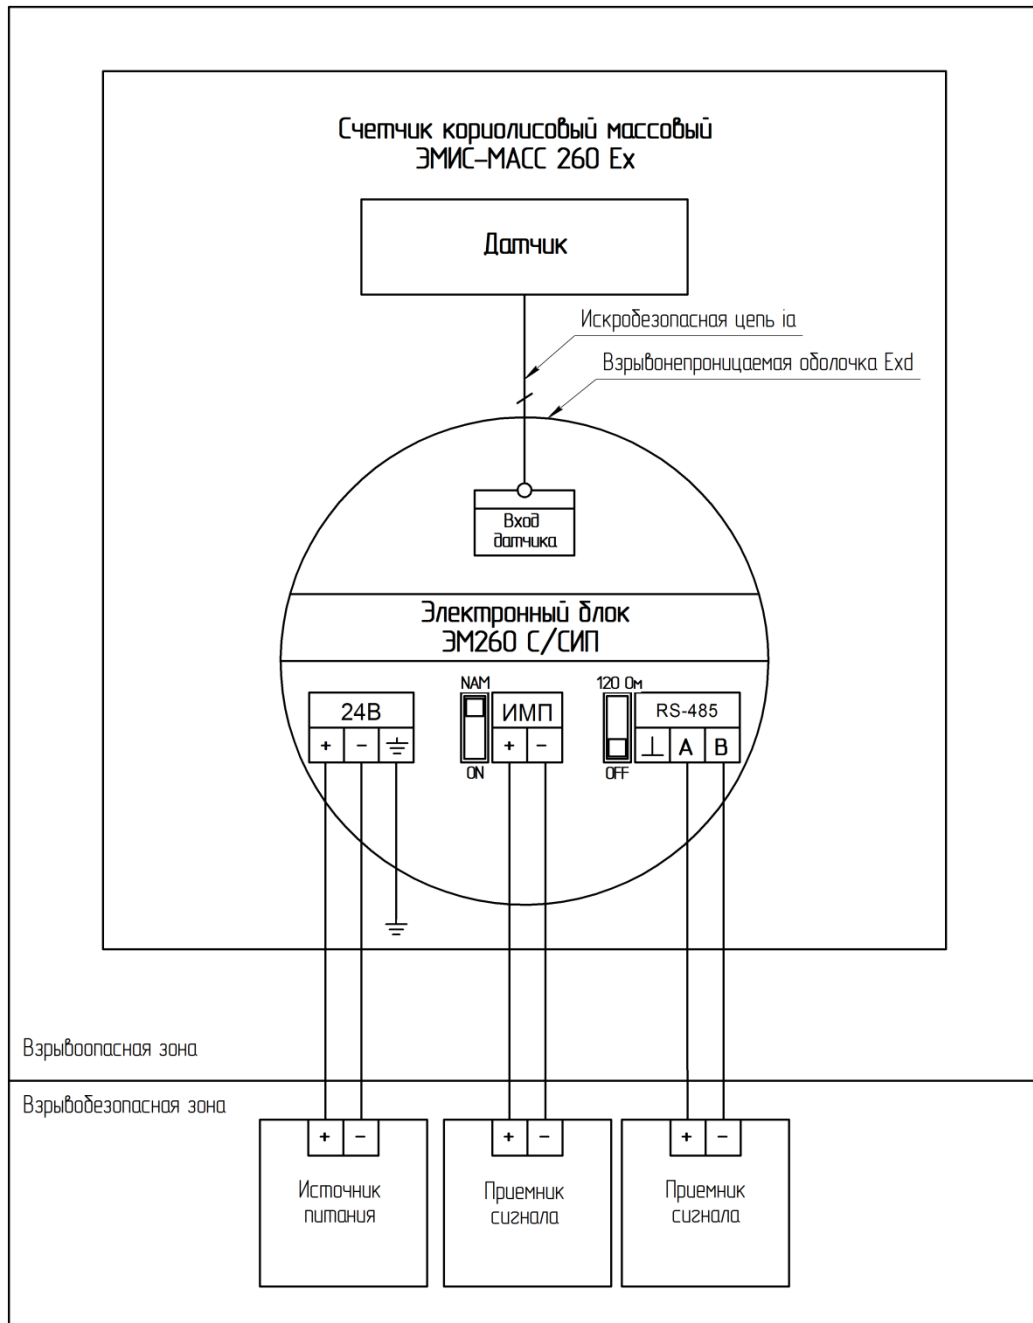 Счетчик кориолисовый массовый
ЭМИС-МАСС 260 Ex
Датчик
Искробезопасная цепь ia
Взрывонепроницаемая оболочка Exd
Вход
датчика
Электронный блок
ЭМ260 С/СИП
NAM
120 Ом
24В
ИМП
RS-485
+ −
+ −
⊥ A B
ON
OFF
Взрывоопасная зона
Взрывобезопасная зона
+ −
+ −
+ −
Источник
питания
Приемник
сигнала
Приемник
сигнала